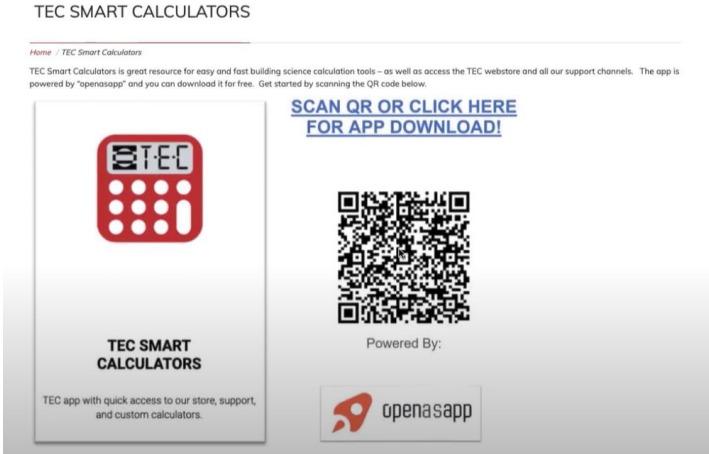 TEC SMART CALCULATORS
Home / TEC Smart Calculators
TEC Smart Calculators is great resource for easy and fast building science calculation tools – as well as access the TEC webstore and all our support channels. The app is
powered by "openasapp" and you can download it for free. Get started by scanning the QR code below.
SCAN QR OR CLICK HERE
FOR APP DOWNLOAD!
T·E·C
TEC SMART
CALCULATORS
TEC app with quick access to our store, support,
and custom calculators.
Powered By:
openasapp